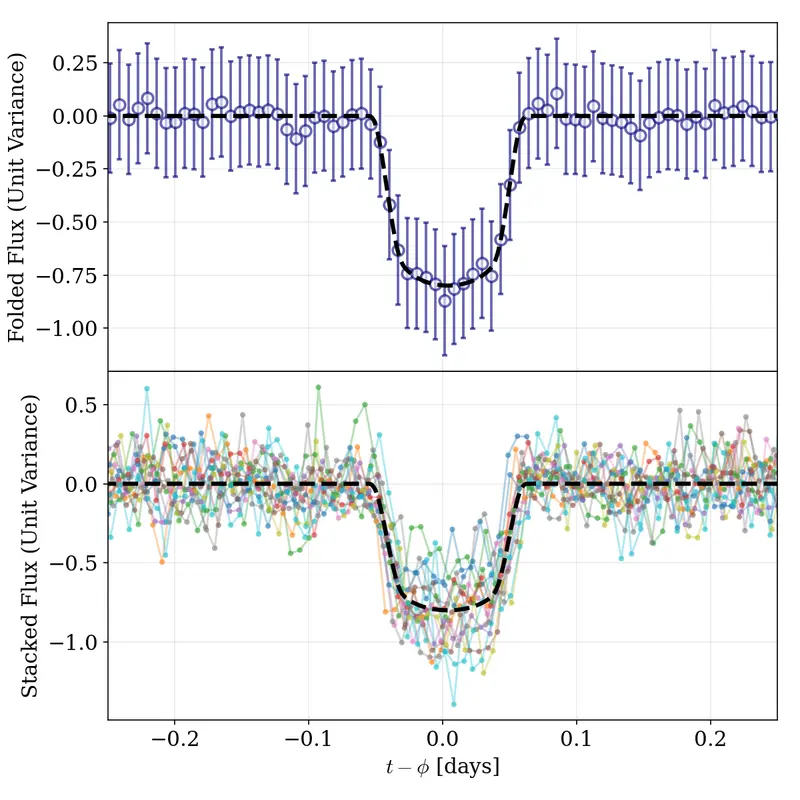 Folded Flux (Unit Variance)
0.25
0.00
−0.25
−0.50
−0.75
−1.00
Stacked Flux (Unit Variance)
0.5
0.0
−0.5
−1.0
−0.2 −0.1 0.0 0.1 0.2
t − ϕ [days]